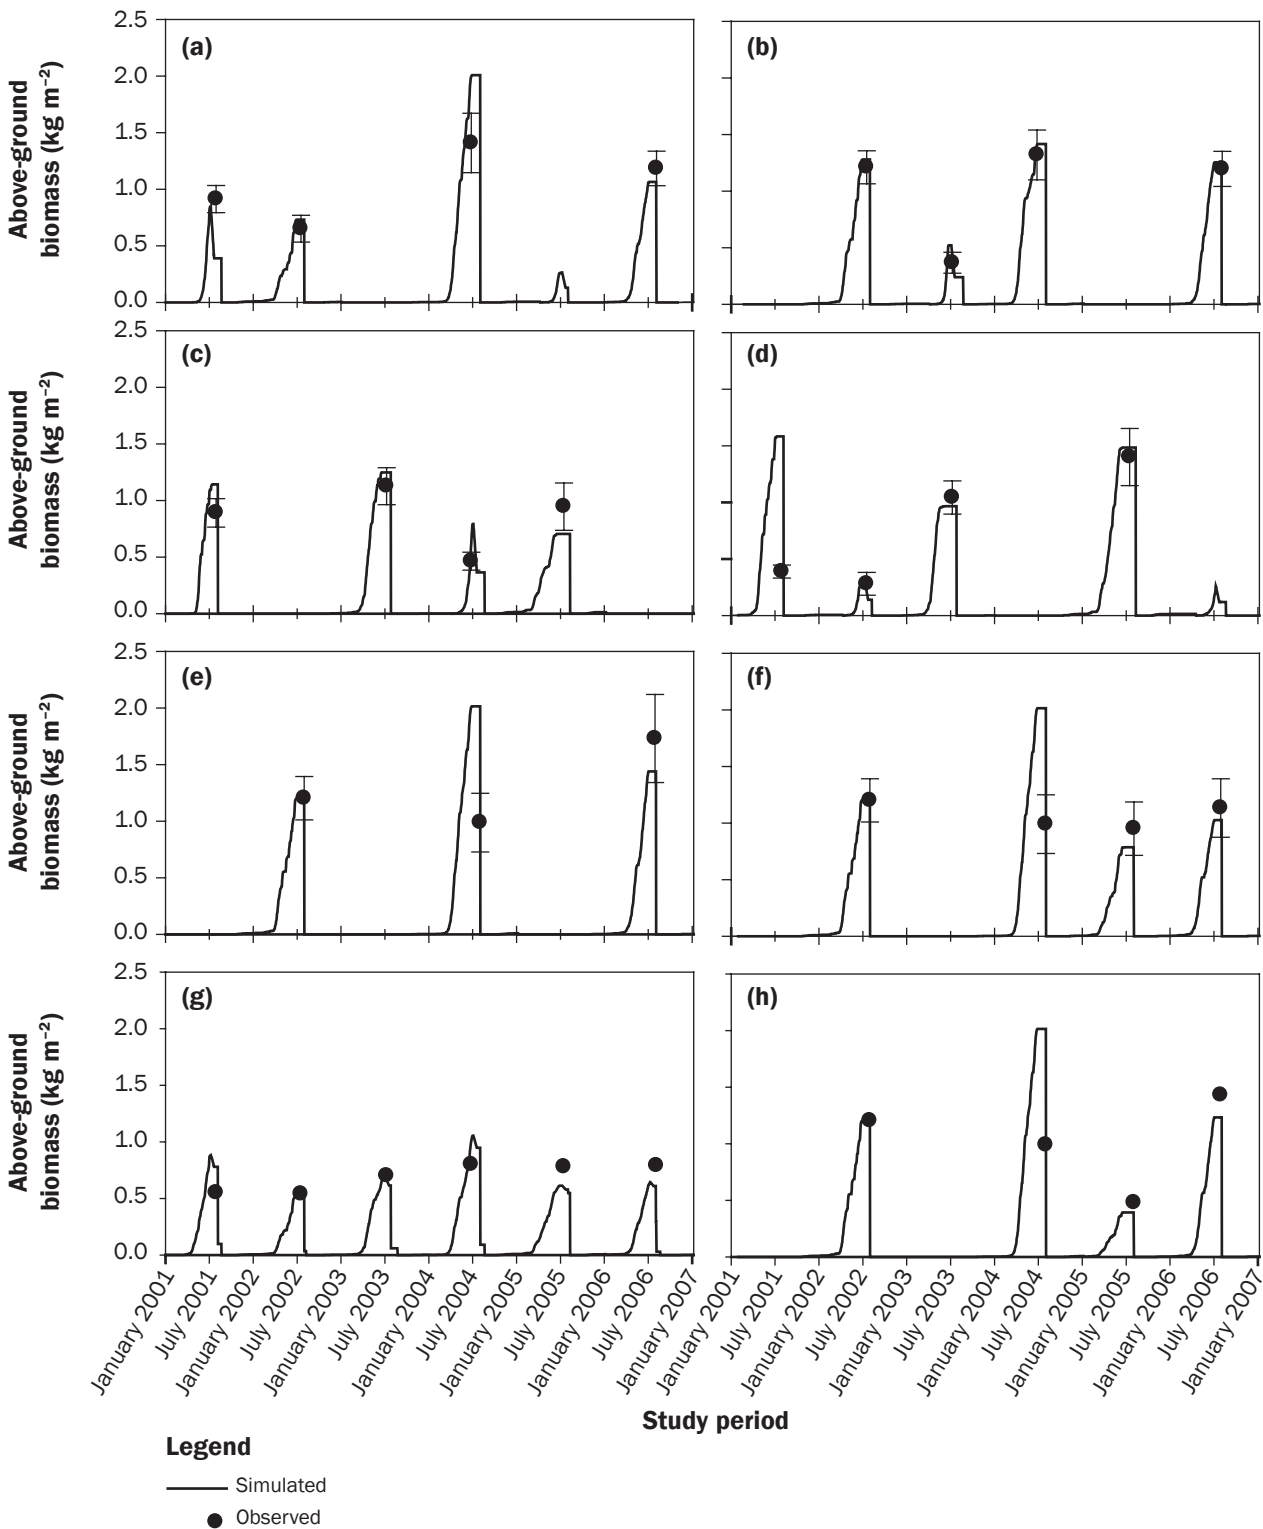 2.5
(a)
(b)
2.0
1.5
1.0
0.5
0.0
Above-ground
biomass (kg m⁻²)
2.5
(c)
(d)
2.0
1.5
1.0
0.5
0.0
Above-ground
biomass (kg m⁻²)
2.5
(e)
(f)
2.0
1.5
1.0
0.5
0.0
Above-ground
biomass (kg m⁻²)
2.5
(g)
(h)
2.0
1.5
1.0
0.5
0.0
Above-ground
biomass (kg m⁻²)
January 2001
July 2001
January 2002
July 2002
January 2003
July 2003
January 2004
July 2004
January 2005
July 2005
January 2006
July 2006
January 2007
January 2001
July 2001
January 2002
July 2002
January 2003
July 2003
January 2004
July 2004
January 2005
July 2005
January 2006
July 2006
January 2007
Study period
Legend
Simulated
Observed